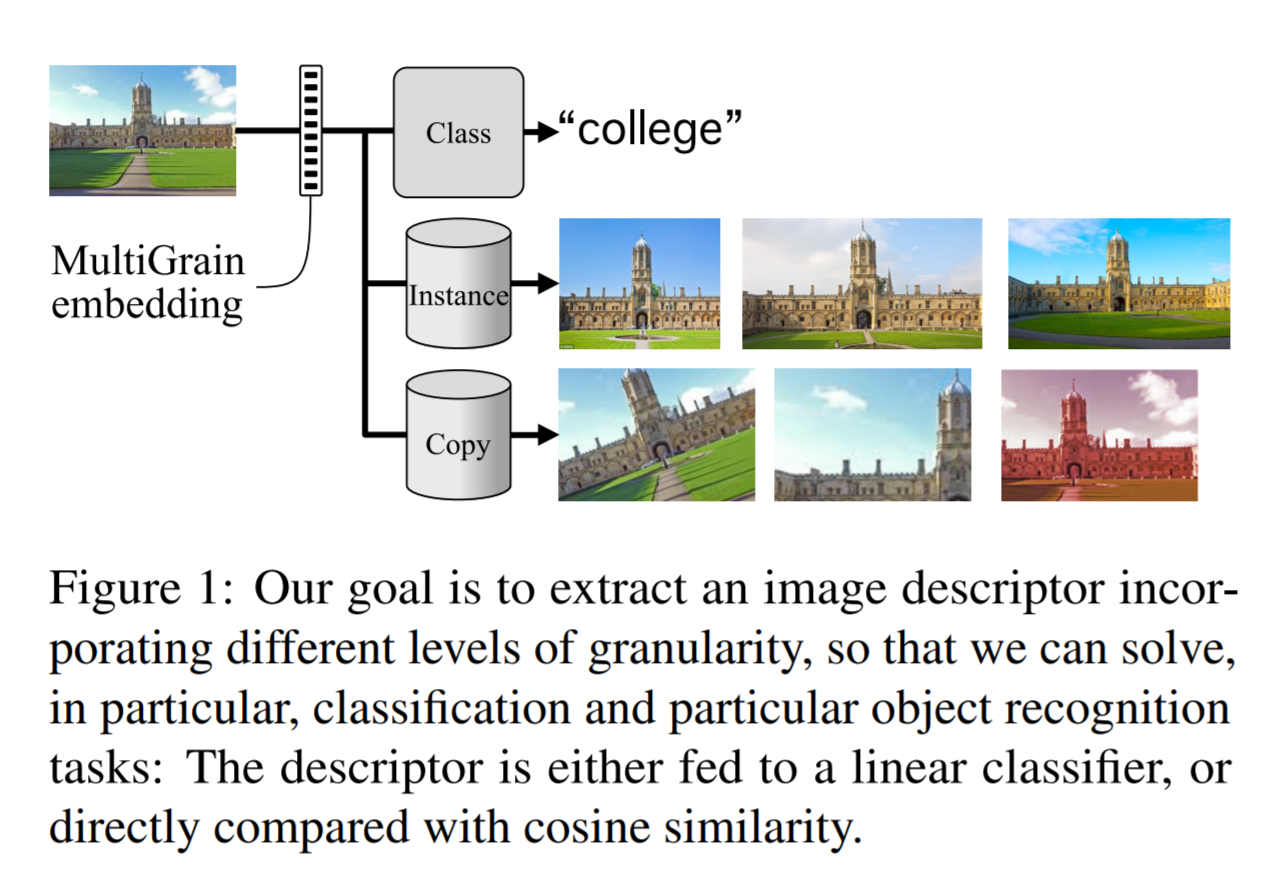 Class
“college”
MultiGrain
embedding
Instance
Copy
Figure 1: Our goal is to extract an image descriptor incor-
porating different levels of granularity, so that we can solve,
in particular, classification and particular object recognition
tasks: The descriptor is either fed to a linear classifier, or
directly compared with cosine similarity.